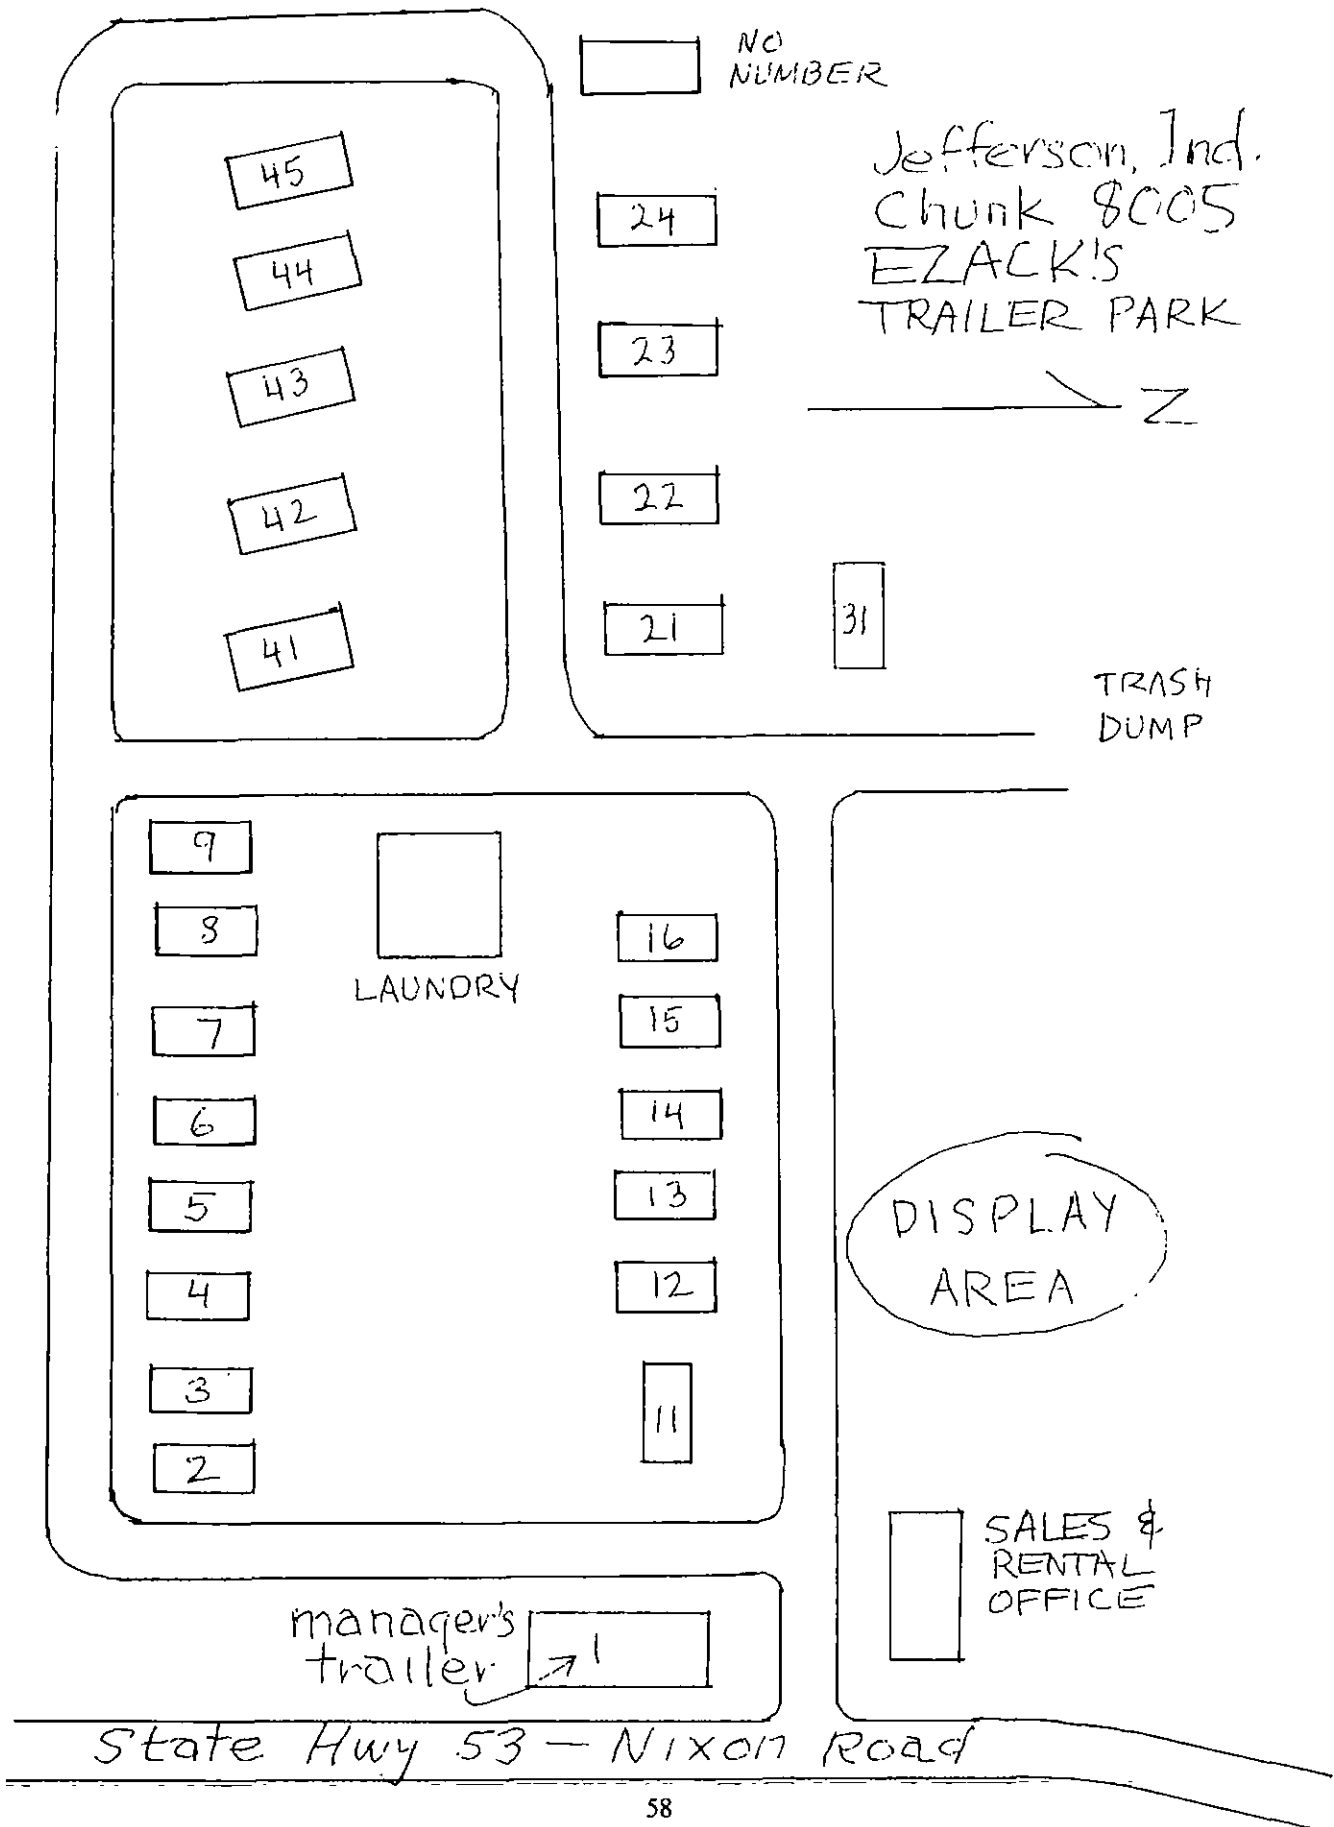 NO
NUMBER
Jefferson, Ind.
Chunk 8005
EZACK'S
TRAILER PARK
N
45
44
43
42
41
24
23
22
21
31
TRASH
DUMP
9
8
7
6
5
4
3
2
LAUNDRY
16
15
14
13
12
11
DISPLAY
AREA
SALES &
RENTAL
OFFICE
manager's
trailer
1
State Hwy 53 – Nixon Road
58